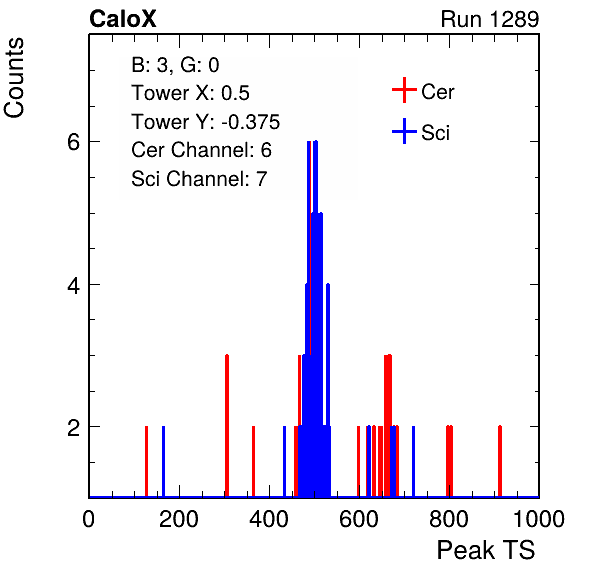 CaloX Run 1289
Counts
B: 3, G: 0
Tower X: 0.5
Tower Y: -0.375
Cer Channel: 6
Sci Channel: 7
Cer
Sci
6
4
2
0 200 400 600 800 1000
Peak TS